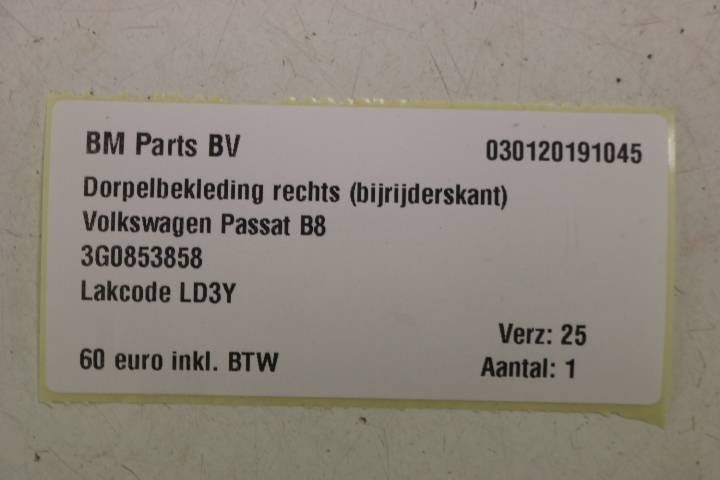 BM Parts BV
030120191045
Dorpelbekleding rechts (bijrijderskant)
Volkswagen Passat B8
3G0853858
Lakcode LD3Y
Verz: 25
60 euro inkl. BTW
Aantal: 1